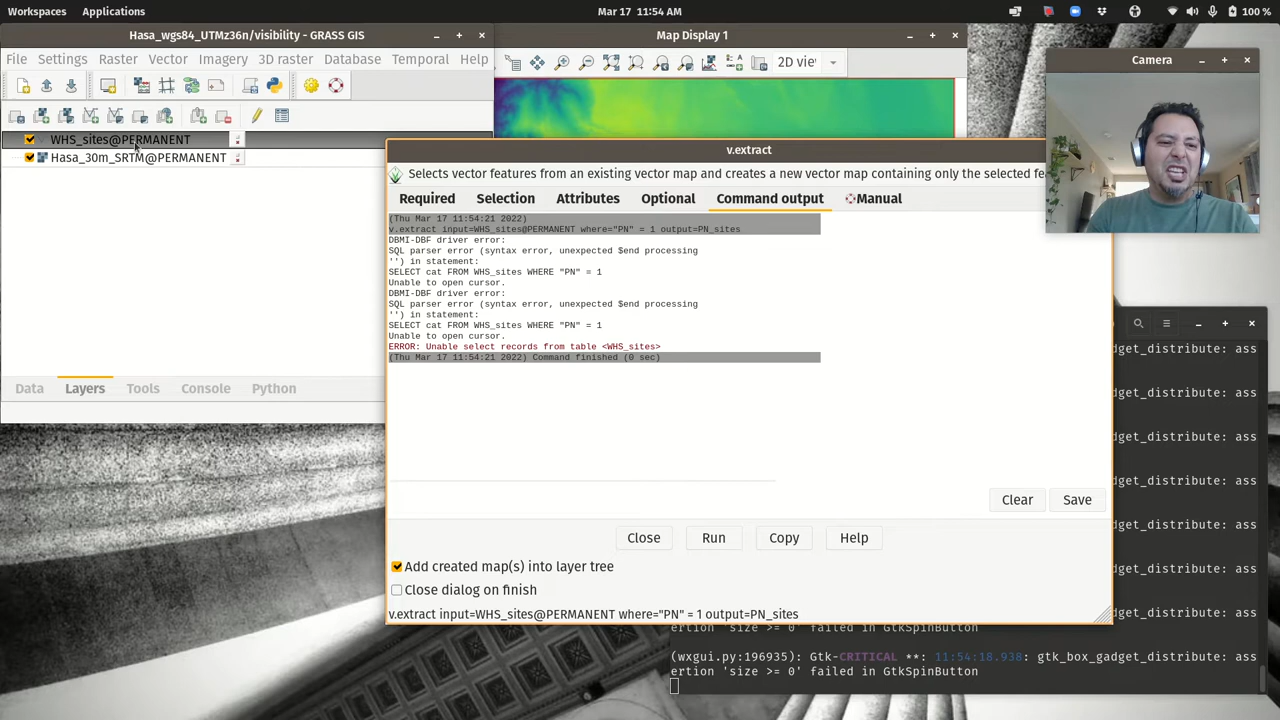 Workspaces Applications Mar 17 11:54 AM 100 %
Hasa_wgs84_UTMz36n/visibility - GRASS GIS
File Settings Raster Vector Imagery 3D raster Database Temporal Help
WHS_sites@PERMANENT
Hasa_30m_SRTM@PERMANENT
Data Layers Tools Console Python
Map Display 1
2D view
Camera
v.extract
Selects vector features from an existing vector map and creates a new vector map containing only the selected fe
Required Selection Attributes Optional Command output Manual
(Thu Mar 17 11:54:21 2022)
v.extract input=WHS_sites@PERMANENT where="PN" = 1 output=PN_sites
DBMI-DBF driver error:
SQL parser error (syntax error, unexpected $end processing
'') in statement:
SELECT cat FROM WHS_sites WHERE "PN" = 1
Unable to open cursor.
DBMI-DBF driver error:
SQL parser error (syntax error, unexpected $end processing
'') in statement:
SELECT cat FROM WHS_sites WHERE "PN" = 1
Unable to open cursor.
ERROR: Unable select records from table <WHS_sites>
(Thu Mar 17 11:54:21 2022) Command finished (0 sec)
Clear Save
Close Run Copy Help
Add created map(s) into layer tree
Close dialog on finish
v.extract input=WHS_sites@PERMANENT where="PN" = 1 output=PN_sites
dget_distribute: ass
dget_distribute: ass
dget_distribute: ass
dget_distribute: ass
dget_distribute: ass
dget_distribute: ass
dget_distribute: ass
ertion 'size >= 0' failed in GtkSpinButton
(wxgui.py:196935): Gtk-CRITICAL **: 11:54:18.938: gtk_box_gadget_distribute: ass
ertion 'size >= 0' failed in GtkSpinButton